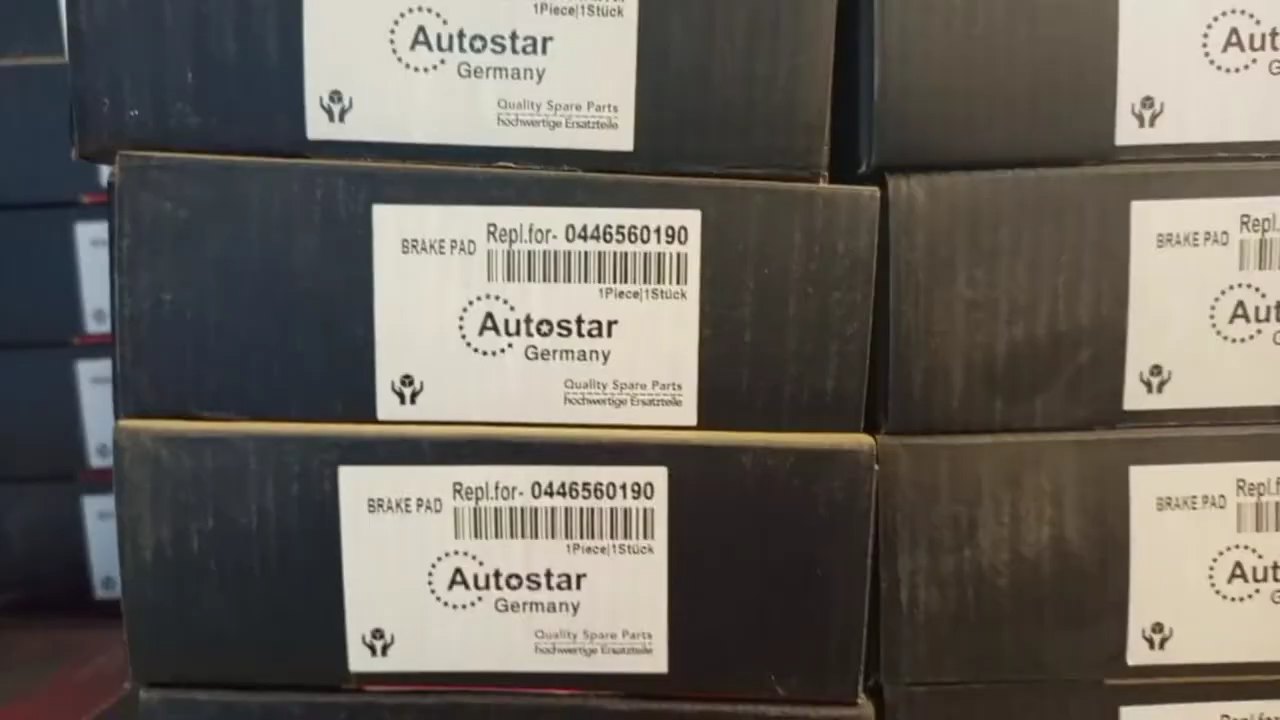 1Piece|1Stück
Autostar
Germany
Quality Spare Parts
hochwertige Ersatzteile
Aut
G
BRAKE PAD
Repl.for- 0446560190
1Piece|1Stück
Autostar
Germany
Quality Spare Parts
hochwertige Ersatzteile
BRAKE PAD
Repl.
Aut
BRAKE PAD
Repl.for- 0446560190
1Piece|1Stück
Autostar
Germany
Quality Spare Parts
hochwertige Ersatzteile
BRAKE PAD
Repl.f
Aut
G
Repl.for